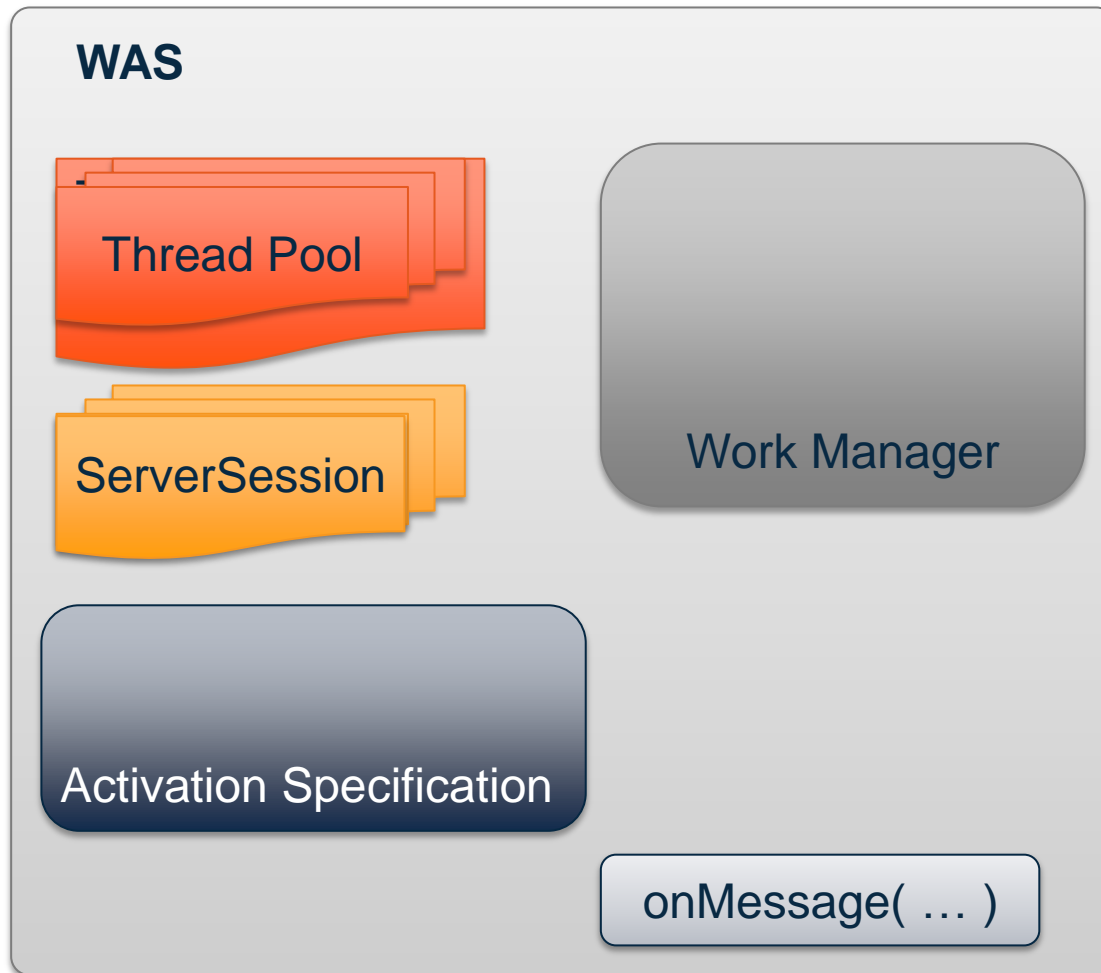 WAS
Thread Pool
ServerSession
Work Manager
Activation Specification
onMessage( … )